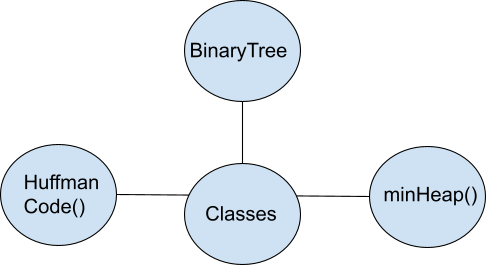 BinaryTree
Huffman
Code()
Classes
minHeap()